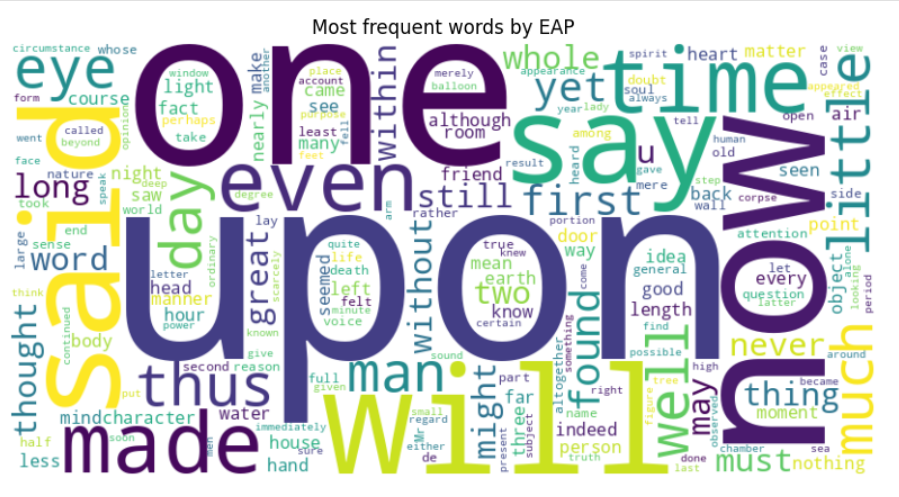 Most frequent words by EAP
circumstance whose
eye
form course
one
window
light
fact
perhaps
take
make
another
nearly
place
account
came
purpose
see
least
many
fell
feet
within
merely
balloon
although
room
whole
appearance
yet
year lady
time
spirit heart matter
doubt
soul
always
case view
appeared
effect
little
said
called
beyond
opinion
went
face
nature night
long
took
speak
deep
saw
world
day
even
degree
friend
still
say
result
among
heard
u
gave
mere
tell
human
old
open air
first
back
wall
step
corpse
seen side
now
attention
point
large
end
sense
word
think
thought
continued
body
upon
letter
head
manner
hour
power
ordinary
lay
great
scarcely
known
seemed
quite
life
death
left
felt
minute
voice
arm
rather
without
true
knew
mean
earth
two
know
certain
portion
door
way
come
found
idea
general
good
length
find
possible
let
every
question
latter
object
alone
looking
period
never
around
much
second reason
give
thus
put
man
full
given
sound
will
might
part
far
altogether
something
right
name
indeed
person
truth
well
tree
figure
may
high
observed
done
last
thing
became
moment
mind character
water
immediately
made
soon
men
house
sure
hand
half
less
small
regard
Mr
either
de
present
three
subject
chamber sea
must nothing